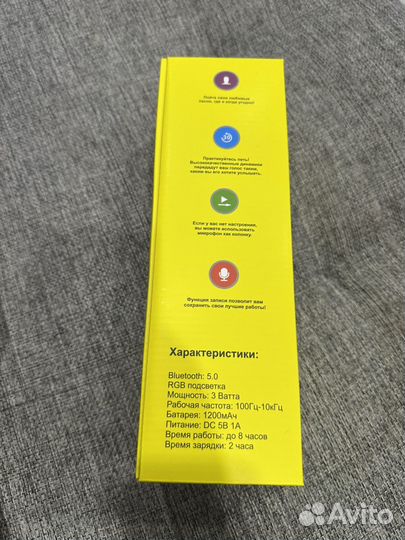 Пойте свои любимые
песни, где и когда угодно!
Практикуйтесь петь!
Высококачественные динамики
передадут ваш голос таким,
каким вы его хотите услышать.
Если у вас нет настроения,
вы можете использовать
микрофон как колонку.
Функция записи позволит вам
сохранить свои лучшие работы!
Характеристики:
Bluetooth: 5.0
RGB подсветка
Мощность: 3 Ватта
Рабочая частота: 100Гц-10кГц
Батарея: 1200мАч
Питание: DC 5В 1А
Время работы: до 8 часов
Время зарядки: 2 часа
Avito